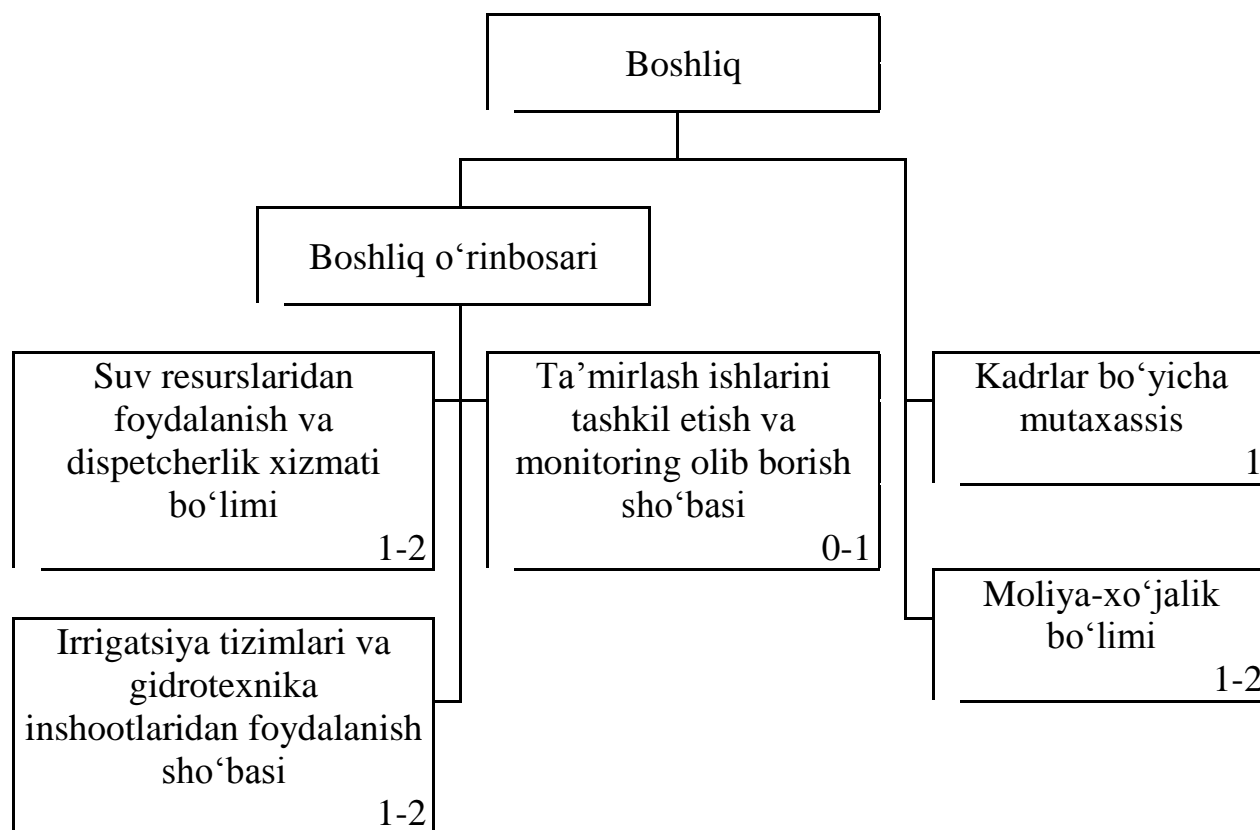 Boshliq
Boshliq o‘rinbosari
Suv resurslaridan
foydalanish va
dispetcherlik xizmati
bo‘limi
1-2
Ta’mirlash ishlarini
tashkil etish va
monitoring olib borish
sho‘basi
0-1
Kadrlar bo‘yicha
mutaxassis
1
Irrigatsiya tizimlari va
gidrotexnika
inshootlaridan foydalanish
sho‘basi
1-2
Moliya-xo‘jalik
bo‘limi
1-2